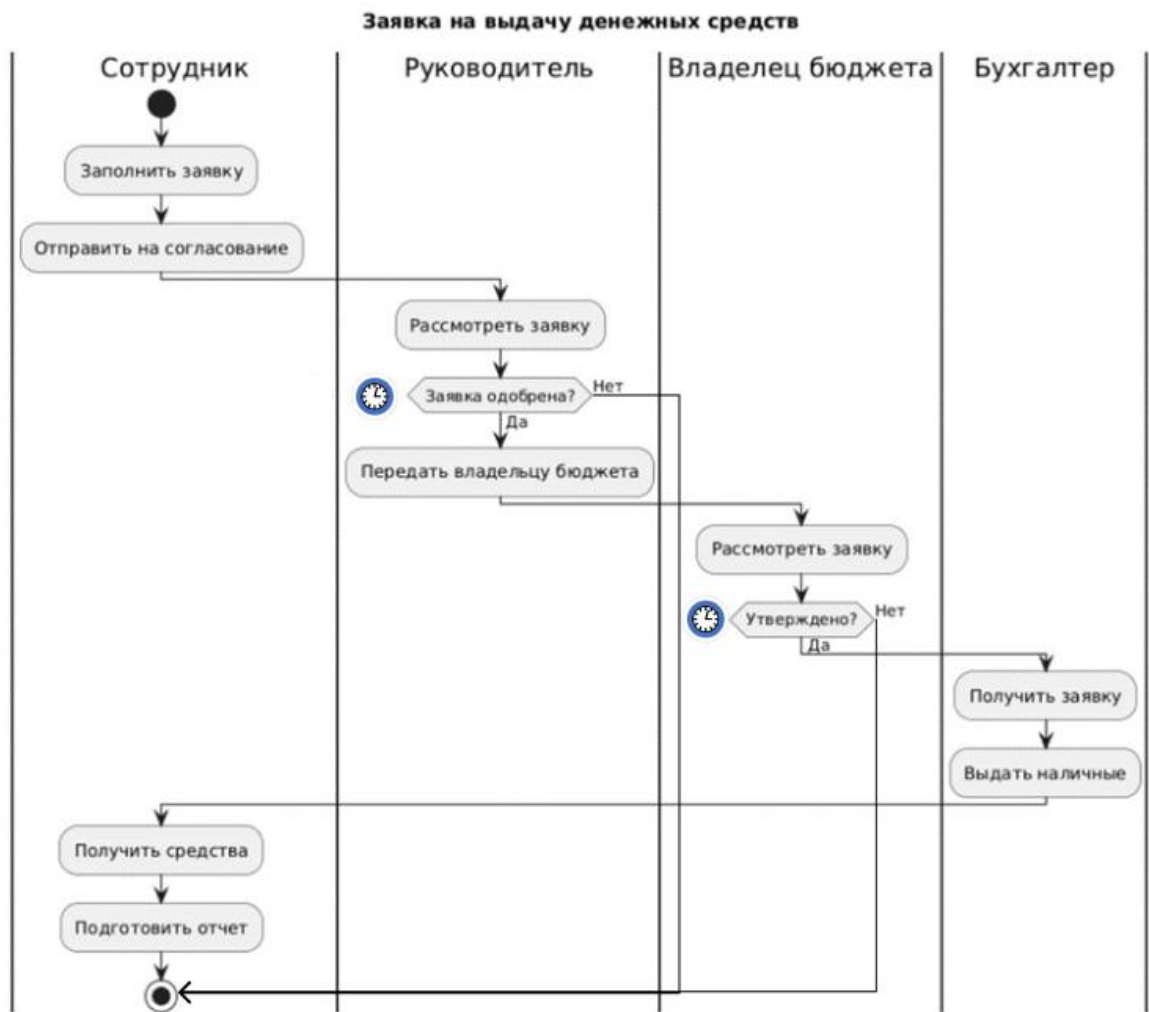 Заявка на выдачу денежных средств
Сотрудник
Руководитель
Владелец бюджета
Бухгалтер
Заполнить заявку
Отправить на согласование
Рассмотреть заявку
Заявка одобрена?
Нет
Да
Передать владельцу бюджета
Рассмотреть заявку
Утверждено?
Нет
Да
Получить заявку
Выдать наличные
Получить средства
Подготовить отчет